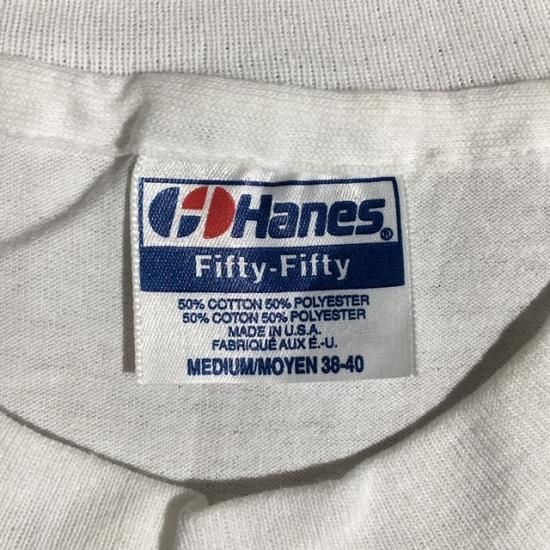 Hanes®
Fifty-Fifty
50% COTTON 50% POLYESTER
50% COTON 50% POLYESTER
MADE IN U.S.A.
FABRIQUÉ AUX É.-U.
MEDIUM/MOYEN 38-40